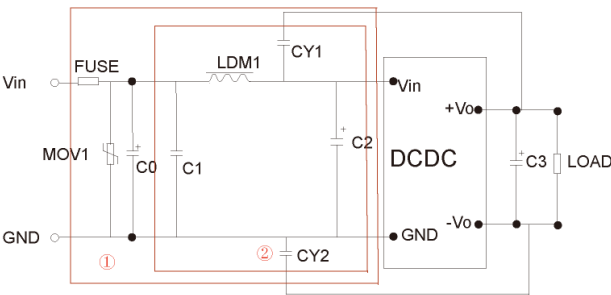 CY1
FUSE
LDM1
Vin
Vin
+Vo
MOV1
C0
C1
C2
DCDC
C3
LOAD
-Vo
GND
GND
①
②
CY2